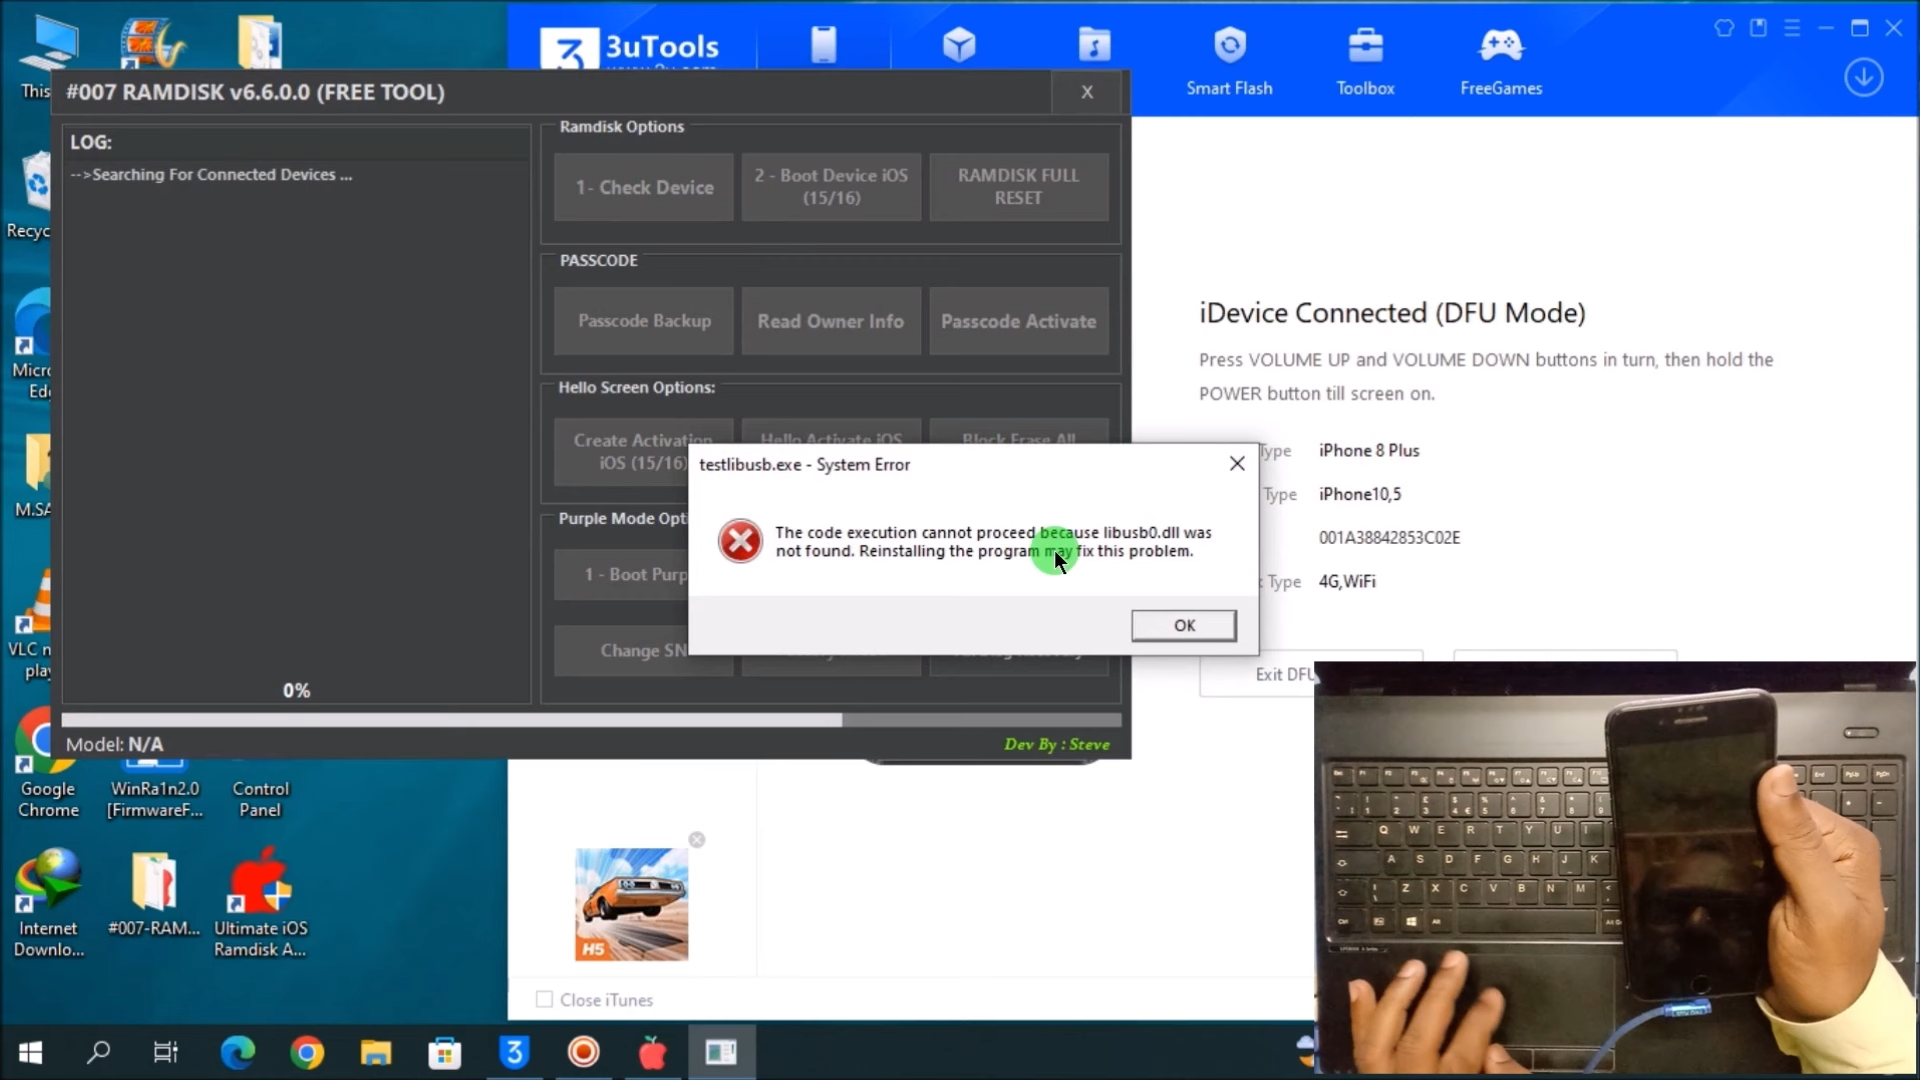 This
3uTools
Smart Flash
Toolbox
FreeGames
#007 RAMDISK v6.6.0.0 (FREE TOOL)
X
LOG:
-->Searching For Connected Devices ...
0%
Model: N/A
Dev By : Steve
Ramdisk Options
1- Check Device
2 - Boot Device iOS
(15/16)
RAMDISK FULL
RESET
PASSCODE
Passcode Backup
Read Owner Info
Passcode Activate
Hello Screen Options:
Create Activation
iOS (15/16)
Hello Activate iOS
Block Erase All
Purple Mode Opti
1 - Boot Purp
Change SN
testlibusb.exe - System Error
The code execution cannot proceed because libusb0.dll was
not found. Reinstalling the program may fix this problem.
OK
iDevice Connected (DFU Mode)
Press VOLUME UP and VOLUME DOWN buttons in turn, then hold the
POWER button till screen on.
Type iPhone 8 Plus
Type iPhone10,5
001A38842853C02E
Type 4G,WiFi
Exit DFU
H5
Close iTunes
Recyc
Micro
Edg
M.SA
VLC m
play
Google
Chrome
WinRa1n2.0
[FirmwareF...
Control
Panel
Internet
Downlo...
#007-RAM...
Ultimate iOS
Ramdisk A...